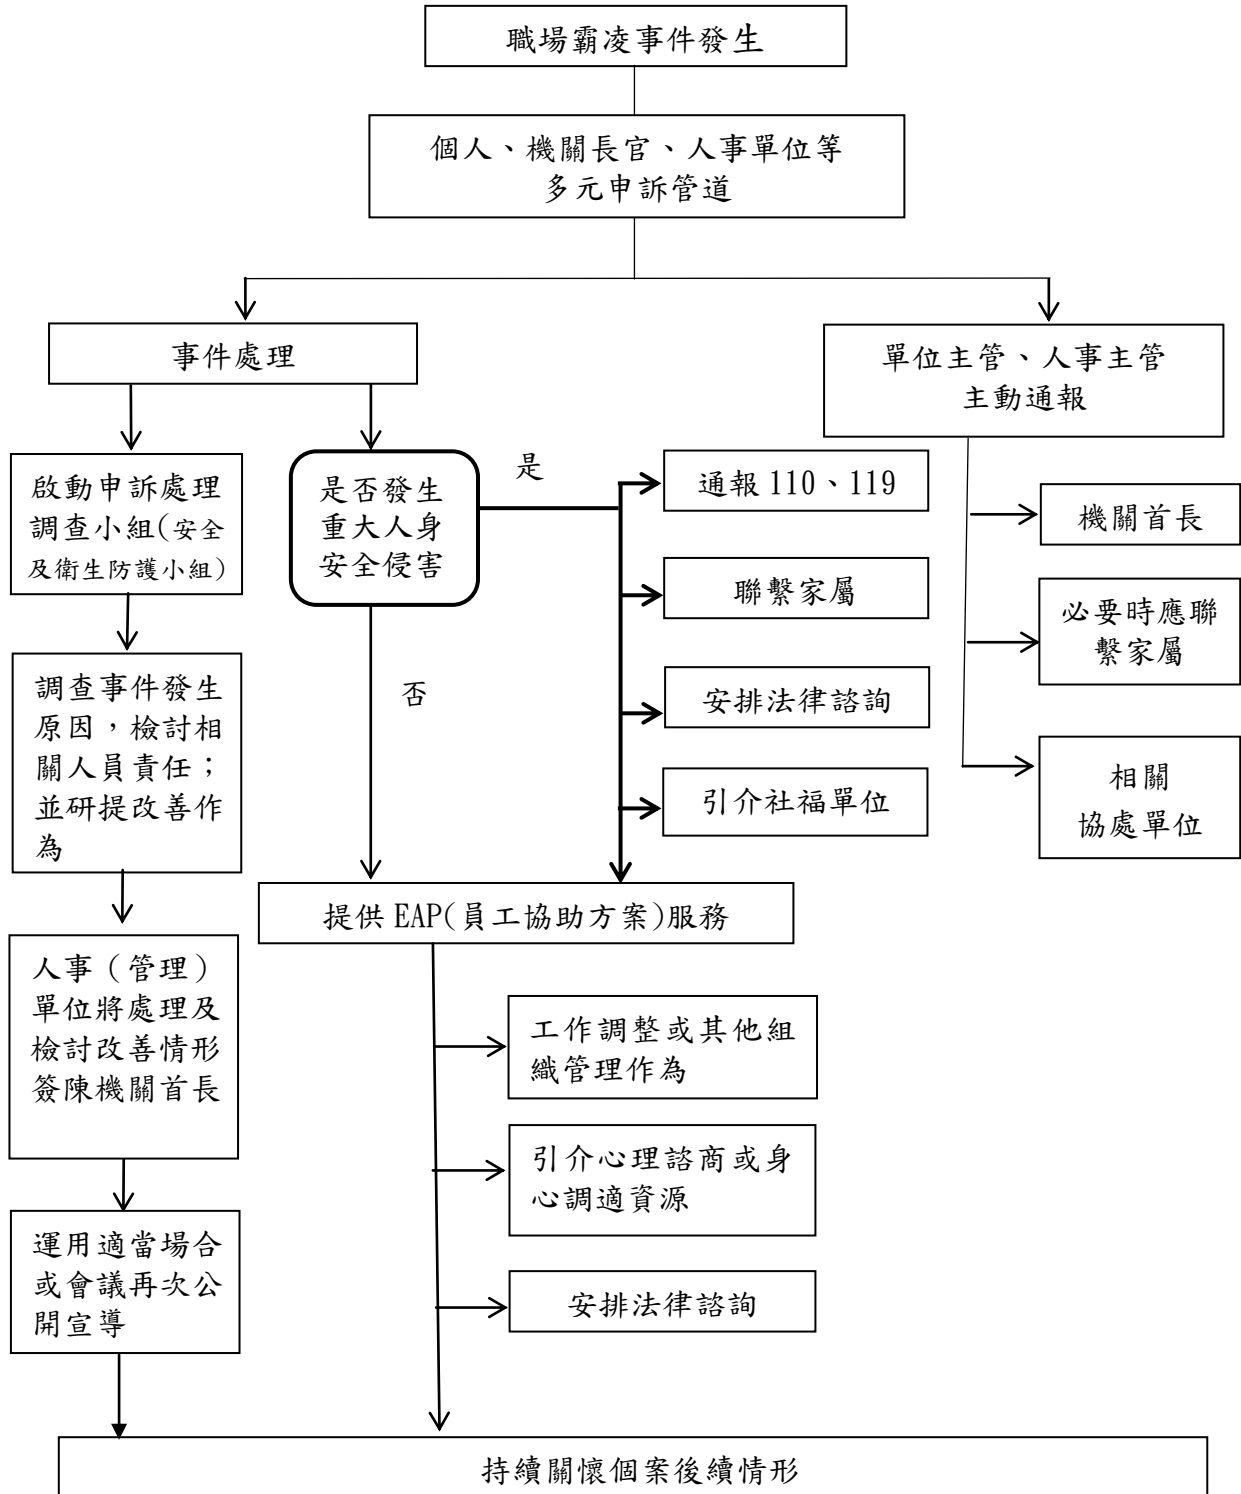 職場霸凌事件發生
個人、機關長官、人事單位等
多元申訴管道
事件處理
單位主管、人事主管
主動通報
啟動申訴處理
調查小組(安全
及衛生防護小組)
是否發生
重大人身
安全侵害
是
通報 110、119
機關首長
聯繫家屬
必要時應聯
繫家屬
調查事件發生
原因，檢討相
關人員責任；
並研提改善作
為
否
安排法律諮詢
引介社福單位
相關
協處單位
提供 EAP(員工協助方案)服務
人事（管理）
單位將處理及
檢討改善情形
簽陳機關首長
工作調整或其他組
織管理作為
引介心理諮商或身
心調適資源
運用適當場合
或會議再次公
開宣導
安排法律諮詢
持續關懷個案後續情形